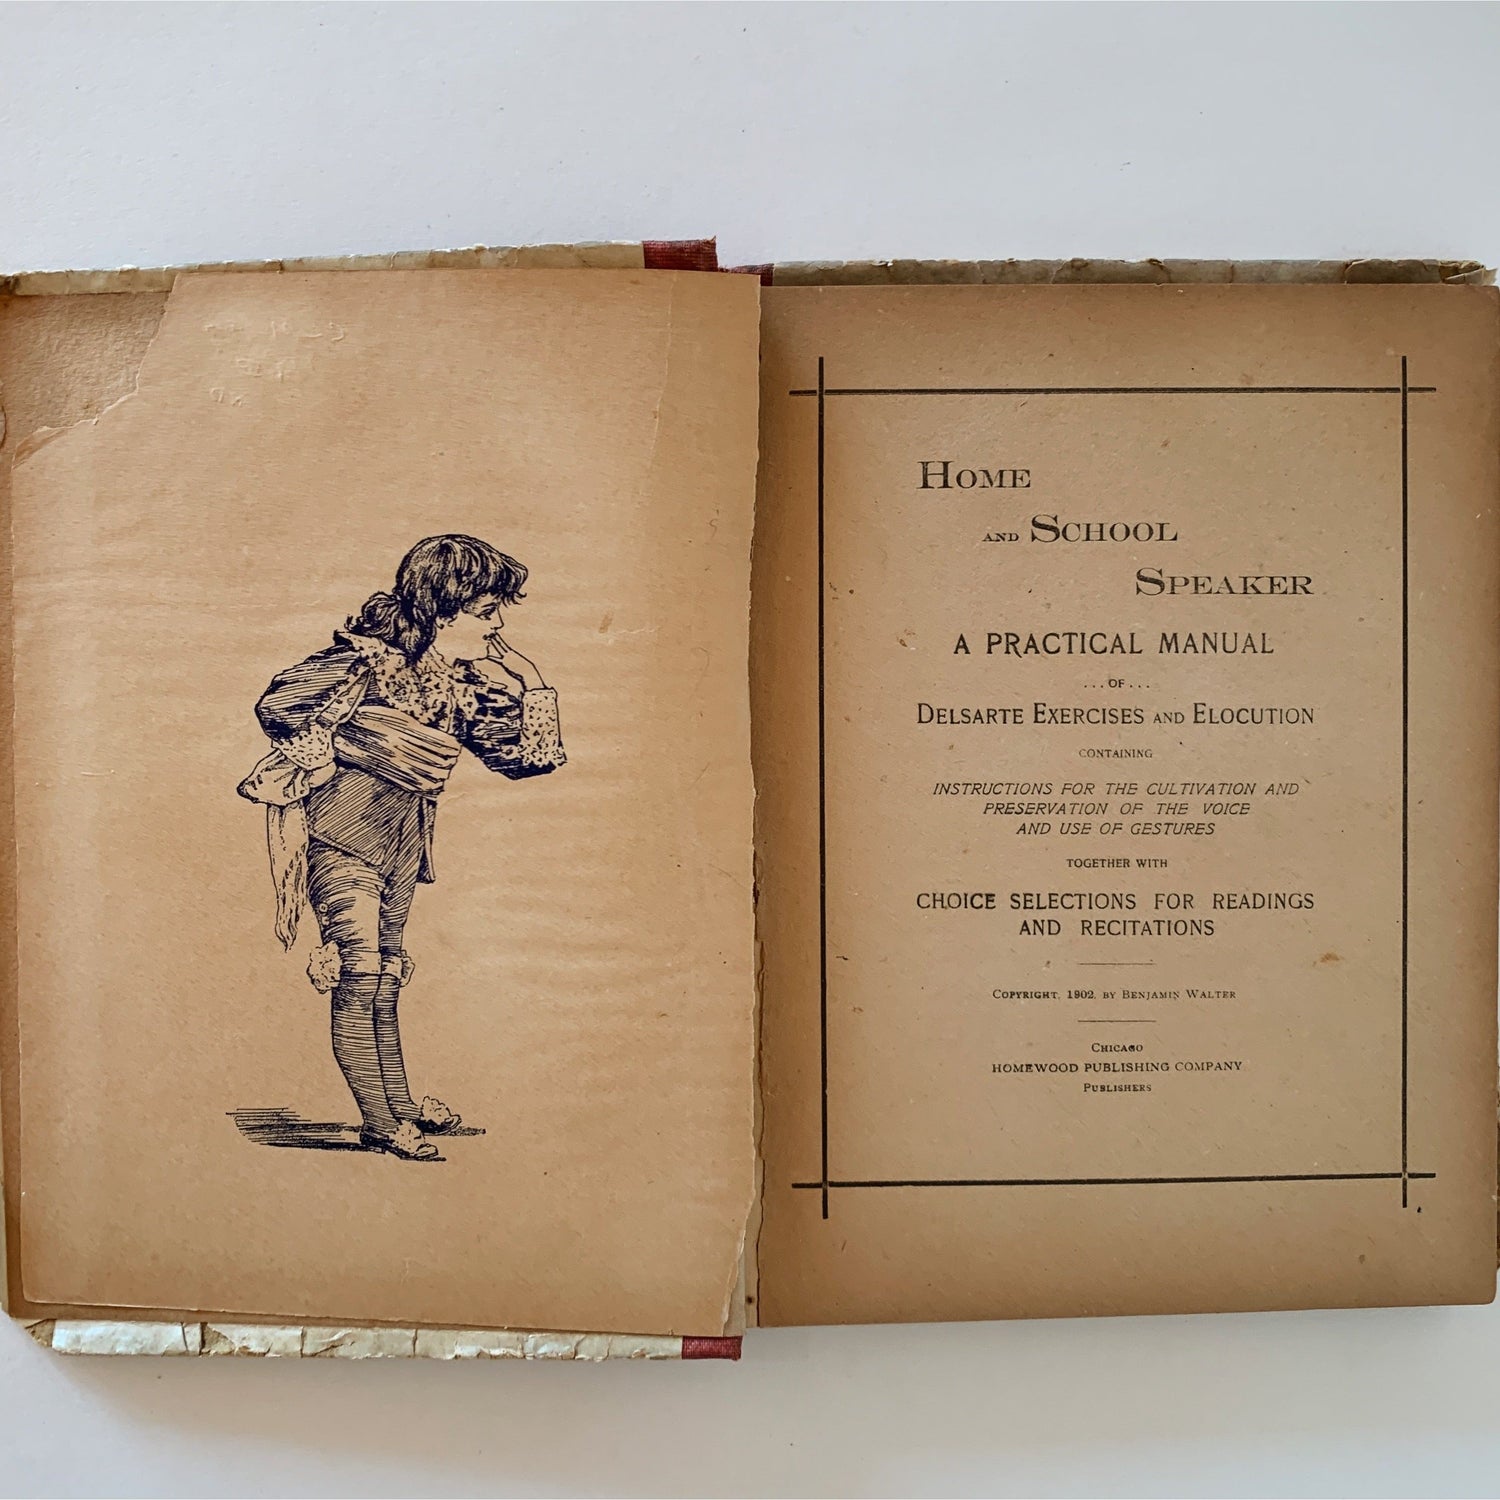 HOME
AND SCHOOL
SPEAKER
A PRACTICAL MANUAL
...OF...
DELSARTE EXERCISES AND ELOCUTION
CONTAINING
INSTRUCTIONS FOR THE CULTIVATION AND
PRESERVATION OF THE VOICE
AND USE OF GESTURES
TOGETHER WITH
CHOICE SELECTIONS FOR READINGS
AND RECITATIONS
COPYRIGHT, 1902, BY BENJAMIN WALTER
CHICAGO
HOMEWOOD PUBLISHING COMPANY
PUBLISHERS